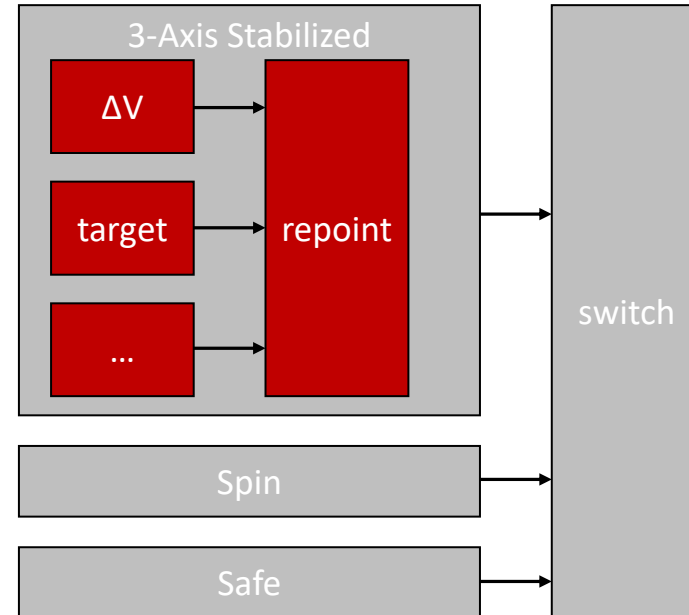 3-Axis Stabilized
ΔV
target
repoint
...
switch
Spin
Safe